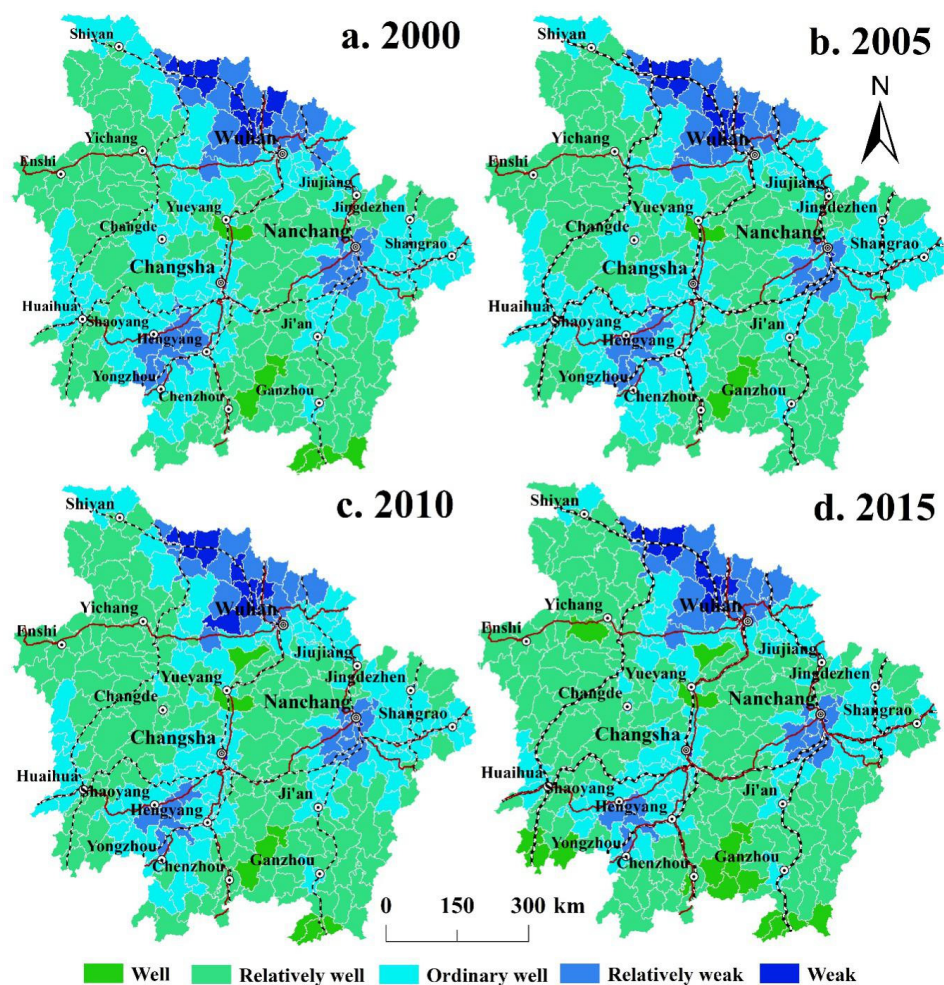 a. 2000
Shiyan
Wuhan
Yichang
Enshi
Jiujiang
Jingdezhen
Yueyang
Changde
Nanchang
Shangrao
Changsha
Huaihua
Shaoyang
Ji'an
Hengyang
Yongzhou
Ganzhou
Chenzhou
b. 2005
N
Shiyan
Wuhan
Yichang
Enshi
Jiujiang
Jingdezhen
Yueyang
Changde
Nanchang
Shangrao
Changsha
Huaihua
Shaoyang
Ji'an
Hengyang
Yongzhou
Ganzhou
Chenzhou
c. 2010
Shiyan
Wuhan
Yichang
Enshi
Jiujiang
Jingdezhen
Yueyang
Changde
Nanchang
Shangrao
Changsha
Huaihua
Shaoyang
Ji'an
Hengyang
Yongzhou
Ganzhou
Chenzhou
d. 2015
Shiyan
Wuhan
Yichang
Enshi
Jiujiang
Jingdezhen
Yueyang
Changde
Nanchang
Shangrao
Changsha
Huaihua
Shaoyang
Ji'an
Hengyang
Yongzhou
Ganzhou
Chenzhou
0 150 300 km
Well Relatively well Ordinary well Relatively weak Weak